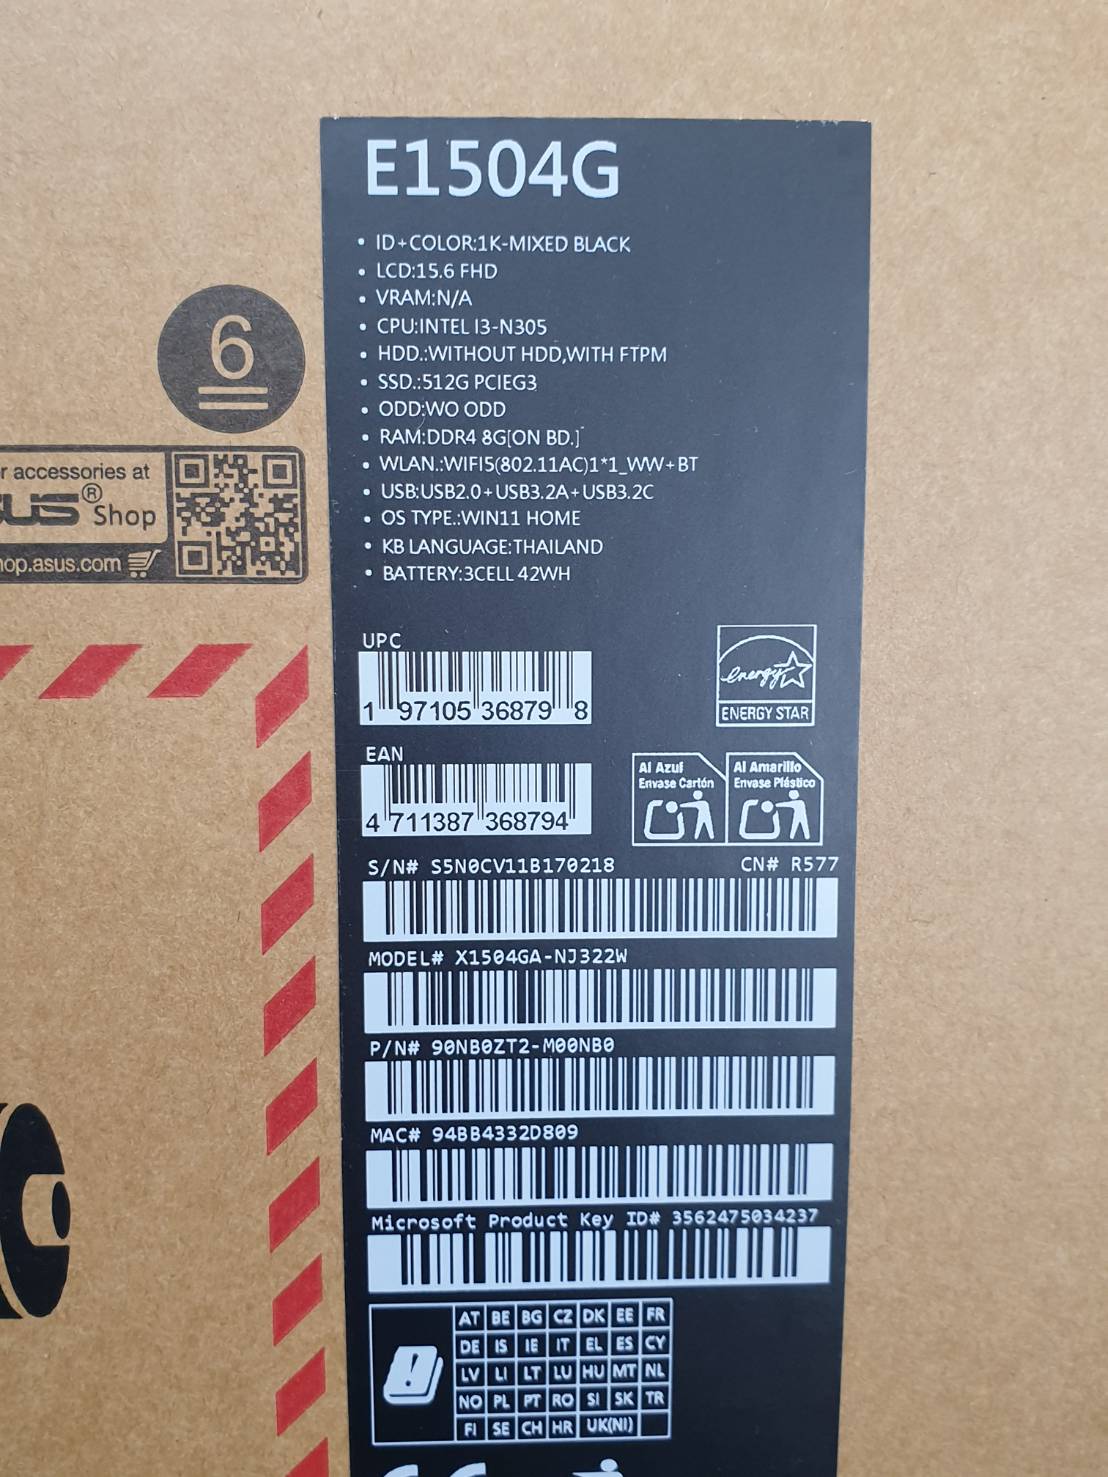 E1504G
• ID+COLOR:1K-MIXED BLACK
• LCD:15.6 FHD
• VRAM:N/A
• CPU:INTEL I3-N305
• HDD.:WITHOUT HDD,WITH FTPM
• SSD.:512G PCIEG3
• ODD:WO ODD
• RAM:DDR4 8G[ON BD.]
• WLAN.:WIFI5(802.11AC)1*1_WW+BT
• USB:USB2.0+USB3.2A+USB3.2C
• OS TYPE.:WIN11 HOME
• KB LANGUAGE:THAILAND
• BATTERY:3CELL 42WH
6
accessories at
® Shop
op.asus.com
UPC
1 97105 36879 8
energy
ENERGY STAR
EAN
4 711387 368794
Al Azul
Envase Cartón
Al Amarillo
Envase Plástico
S/N# S5N0CV11B170218 CN# R577
MODEL# X1504GA-NJ322W
P/N# 90NB0ZT2-M00NB0
MAC# 94BB4332D809
Microsoft Product Key ID# 3562475034237
AT BE BG CZ DK EE FR
DE IS IE IT EL ES CY
LV LI LT LU HU MT NL
NO PL PT RO SI SK TR
FI SE CH HR UK(NI)